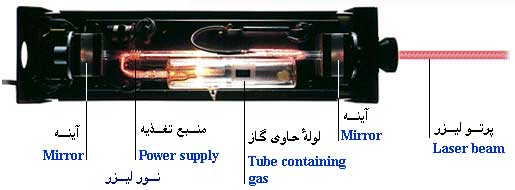 آینه
Mirror
منبع تغذیه
Power supply
لولهٔ حاوی گاز
Tube containing
gas
آینه
Mirror
پرتو لیزر
Laser beam
نور لیزر